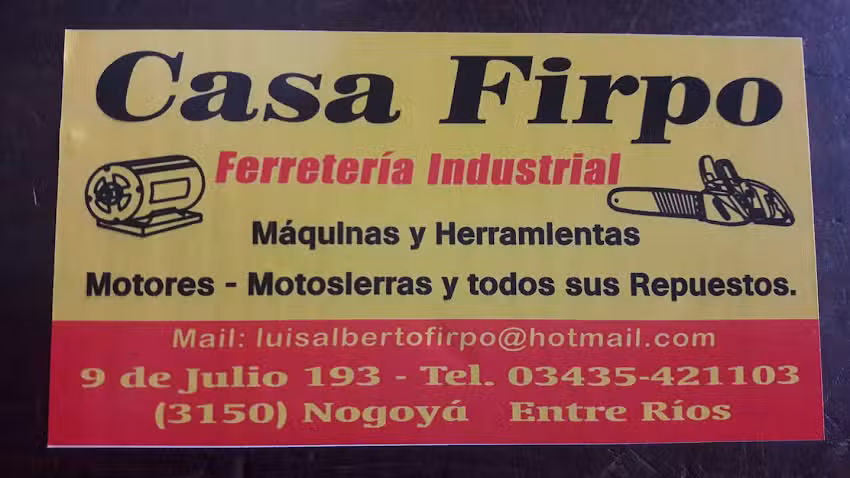 Casa Firpo
Ferretería Industrial
Máquinas y Herramientas
Motores - Motosierras y todos sus Repuestos.
Mail: luisalbertofirpo@hotmail.com
9 de Julio 193 - Tel. 03435-421103
(3150) Nogoyá Entre Ríos